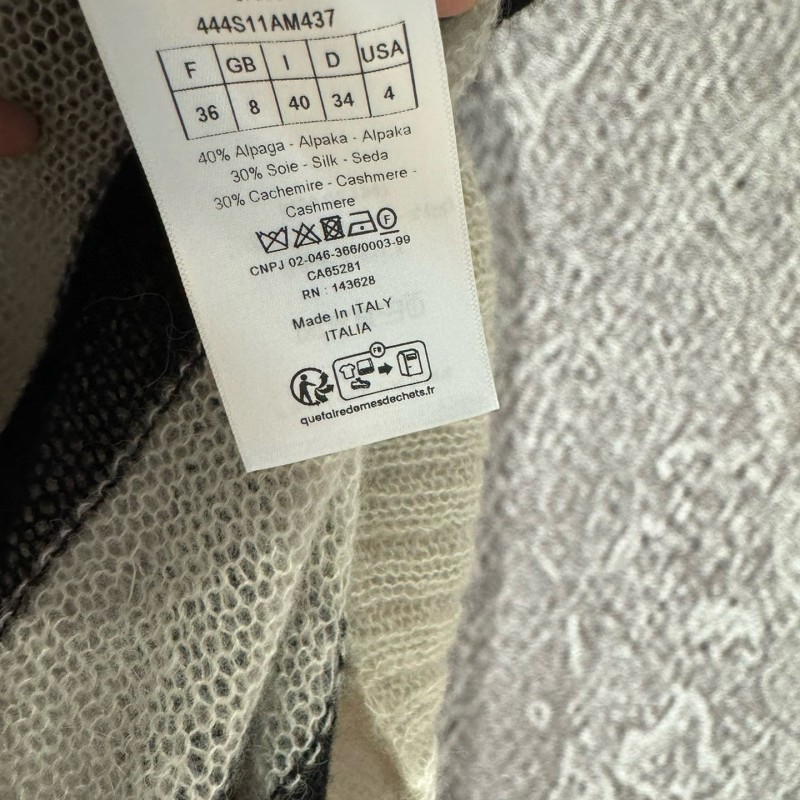 444S11AM437
F GB I D USA
36 8 40 34 4
40% Alpaga - Alpaka - Alpaka
30% Soie - Silk - Seda
30% Cachemire - Cashmere -
Cashmere
F
CNPJ 02-046-366/0003-99
CA65281
RN : 143628
Made In ITALY
ITALIA
FR
quefairedemesdechets.fr